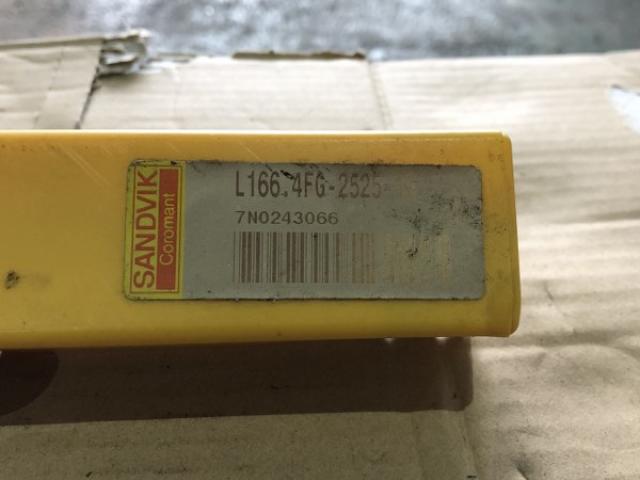 SANDVIK
Coromant
L166.4FG-2525-
7N0243066